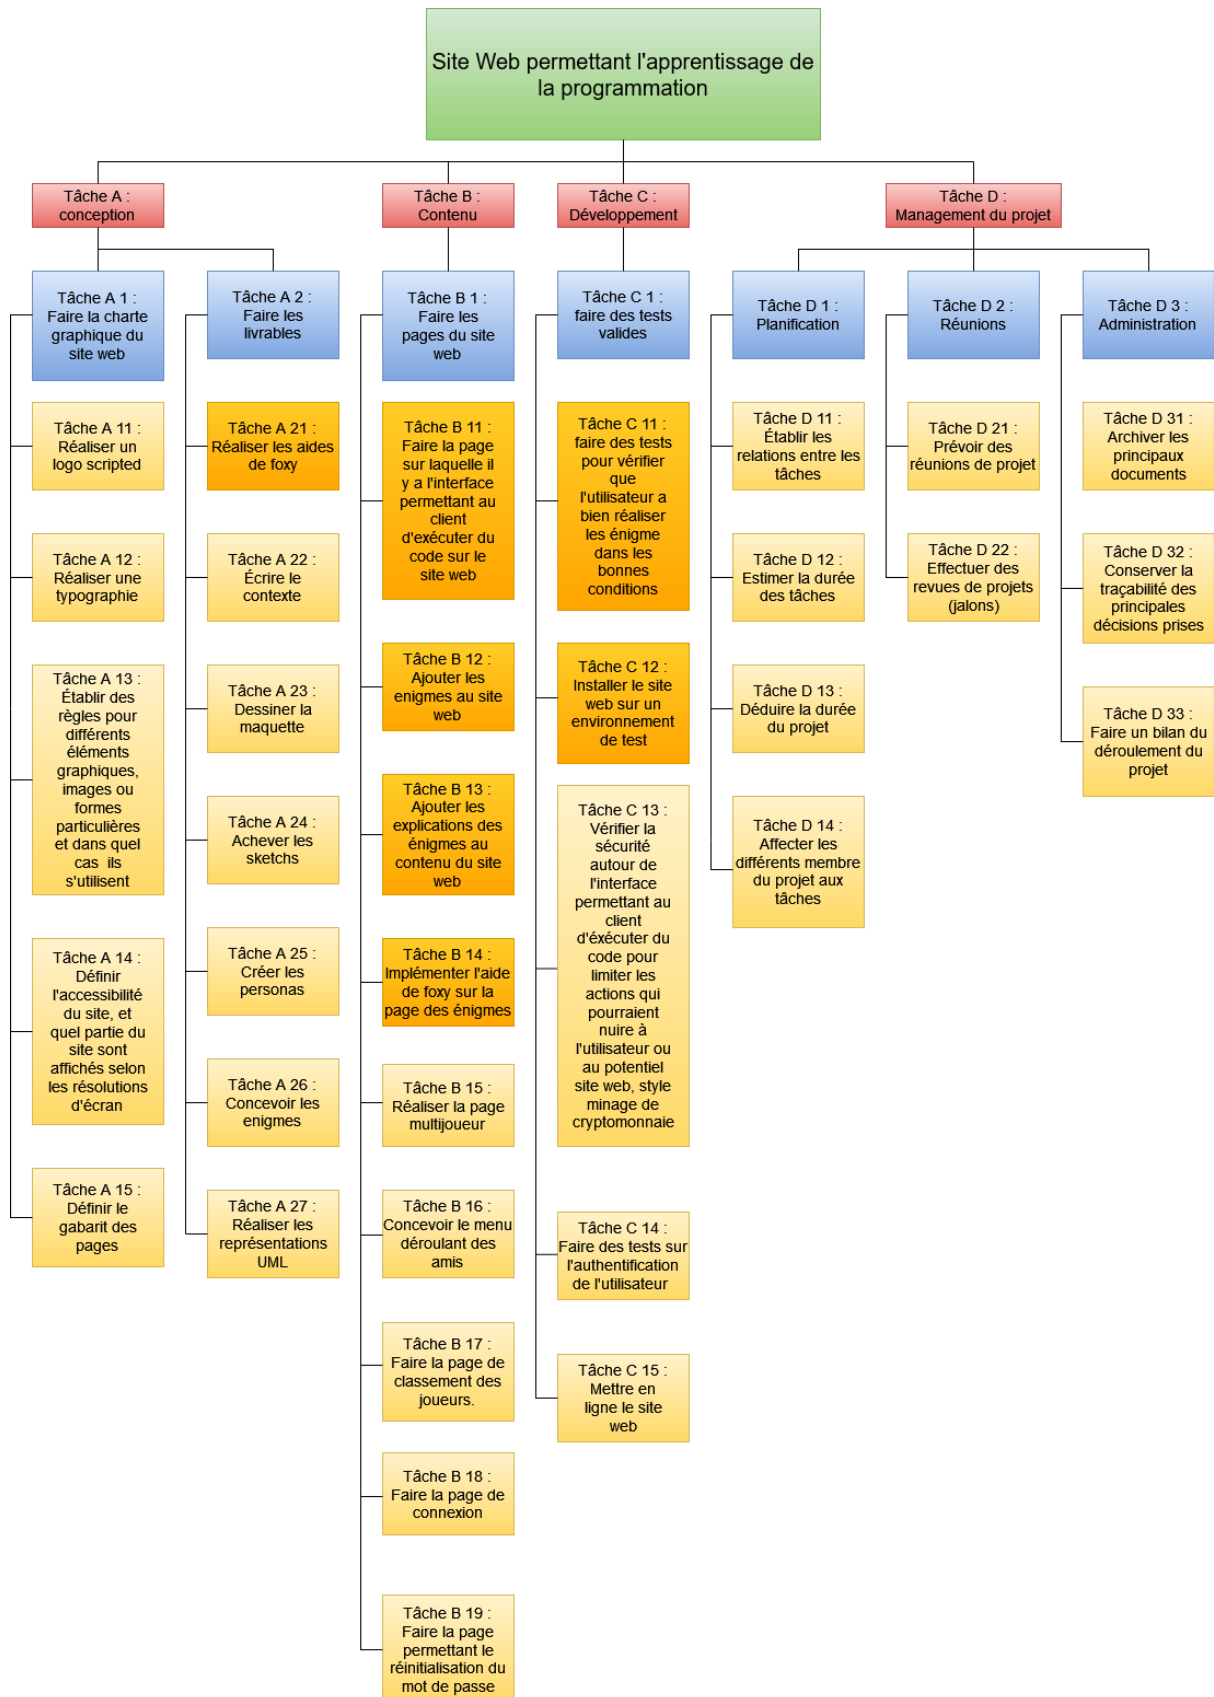 Site Web permettant l'apprentissage de
la programmation
Tâche A :
conception
Tâche B :
Contenu
Tâche C :
Développement
Tâche D :
Management du projet
Tâche A 1 :
Faire la charte
graphique du
site web
Tâche A 2 :
Faire les
livrables
Tâche B 1 :
Faire les
pages du site
web
Tâche C 1 :
faire des tests
valides
Tâche D 1 :
Planification
Tâche D 2 :
Réunions
Tâche D 3 :
Administration
Tâche A 11 :
Réaliser un
logo scripted
Tâche A 12 :
Réaliser une
typographie
Tâche A 13 :
Établir des
règles pour
différents
éléments
graphiques,
images ou
formes
particulières
et dans quel
cas ils
s'utilisent
Tâche A 14 :
Définir
l'accessibilité
du site, et
quel partie du
site sont
affichés selon
les résolutions
d'écran
Tâche A 15 :
Définir le
gabarit des
pages
Tâche A 21 :
Réaliser les aides
de foxy
Tâche A 22 :
Écrire le
contexte
Tâche A 23 :
Dessiner la
maquette
Tâche A 24 :
Achever les
sketchs
Tâche A 25 :
Créer les
personas
Tâche A 26 :
Concevoir les
enigmes
Tâche A 27 :
Réaliser les
représentations
UML
Tâche B 11 :
Faire la page
sur laquelle il
y a l'interface
permettant au
client
d'exécuter du
code sur le
site web
Tâche B 12 :
Ajouter les
enigmes au site
web
Tâche B 13 :
Ajouter les
explications des
énigmes au
contenu du site
web
Tâche B 14 :
Implémenter l'aide
de foxy sur la
page des énigmes
Tâche B 15 :
Réaliser la page
multijoueur
Tâche B 16 :
Concevoir le menu
déroulant des
amis
Tâche B 17 :
Faire la page de
classement des
joueurs.
Tâche B 18 :
Faire la page de
connexion
Tâche B 19 :
Faire la page
permettant le
réinitialisation du
mot de passe
Tâche C 11 :
faire des tests
pour vérifier
que
l'utilisateur a
bien réaliser
les énigme
dans les
bonnes
conditions
Tâche C 12 :
Installer le site
web sur un
environnement
de test
Tâche C 13 :
Vérifier la
sécurité
autour de
l'interface
permettant au
client
d'éxécuter du
code pour
limiter les
actions qui
pourraient
nuire à
l'utilisateur ou
au potentiel
site web, style
minage de
cryptomonnaie
Tâche C 14 :
Faire des tests sur
l'authentification
de l'utilisateur
Tâche C 15 :
Mettre en
ligne le site
web
Tâche D 11 :
Établir les
relations entre les
tâches
Tâche D 12 :
Estimer la durée
des tâches
Tâche D 13 :
Déduire la durée
du projet
Tâche D 14 :
Affecter les
différents membre
du projet aux
tâches
Tâche D 21 :
Prévoir des
réunions de projet
Tâche D 22 :
Effectuer des
revues de projets
(jalons)
Tâche D 31 :
Archiver les
principaux
documents
Tâche D 32 :
Conserver la
traçabilité des
principales
décisions prises
Tâche D 33 :
Faire un bilan du
déroulement du
projet